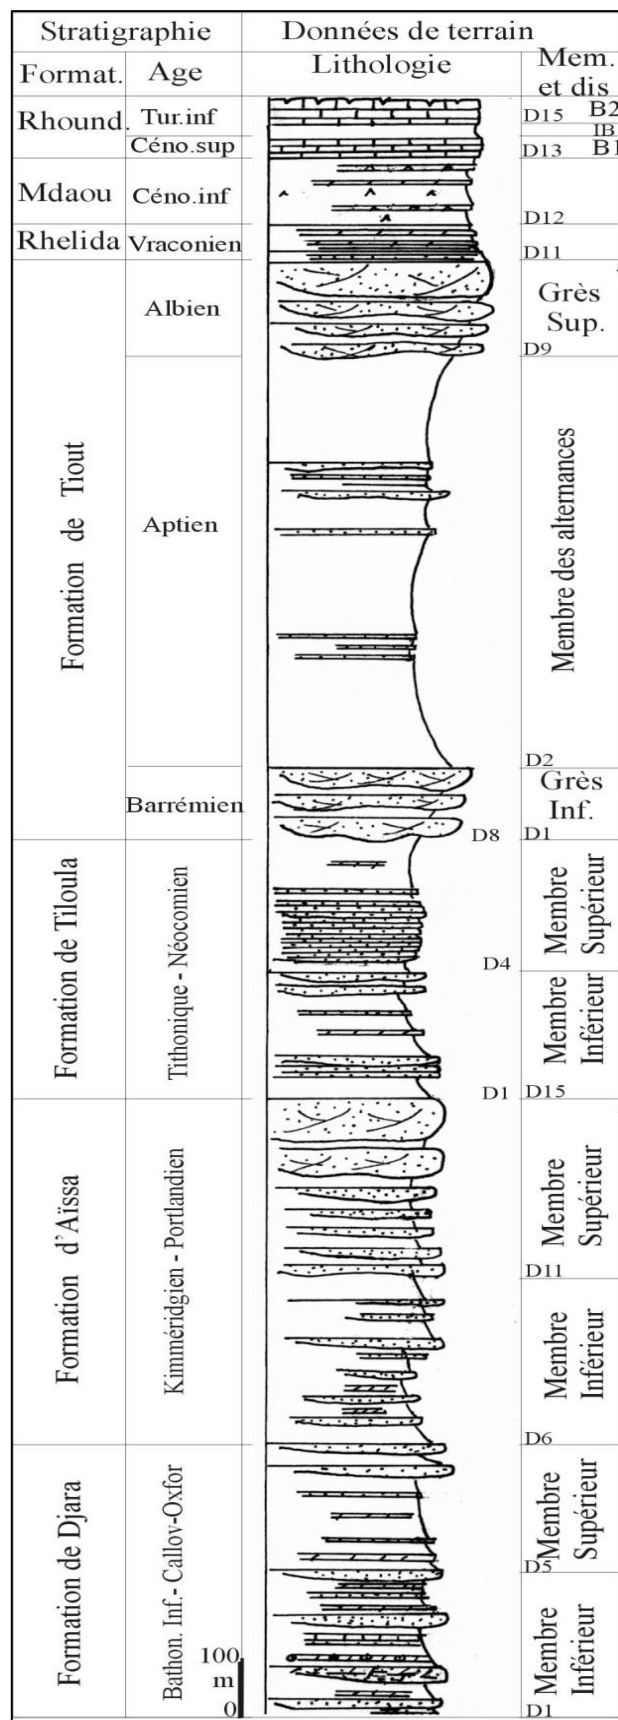 Stratigraphie Données de terrain
Format. Age Lithologie Mem. et dis
Rhound. Tur.inf D15 B2
IB
Céno.sup D13 B1
Mdaou Céno.inf D12
Rhelida Vraconien D11
Formation de Tiout
Albien Grès Sup.
D9
Aptien Membre des alternances
D2
Barrémien Grès Inf.
D8 D1
Formation de Tiloula
Tithonique - Néocomien
Membre Supérieur
D4
Membre Inférieur
D1 D15
Formation d'Aïssa
Kimméridgien - Portlandien
Membre Supérieur
D11
Membre Inférieur
D6
Formation de Djara
Bathon. Inf.- Callov-Oxfor
Membre Supérieur
D5
Membre Inférieur
100
m
0
D1